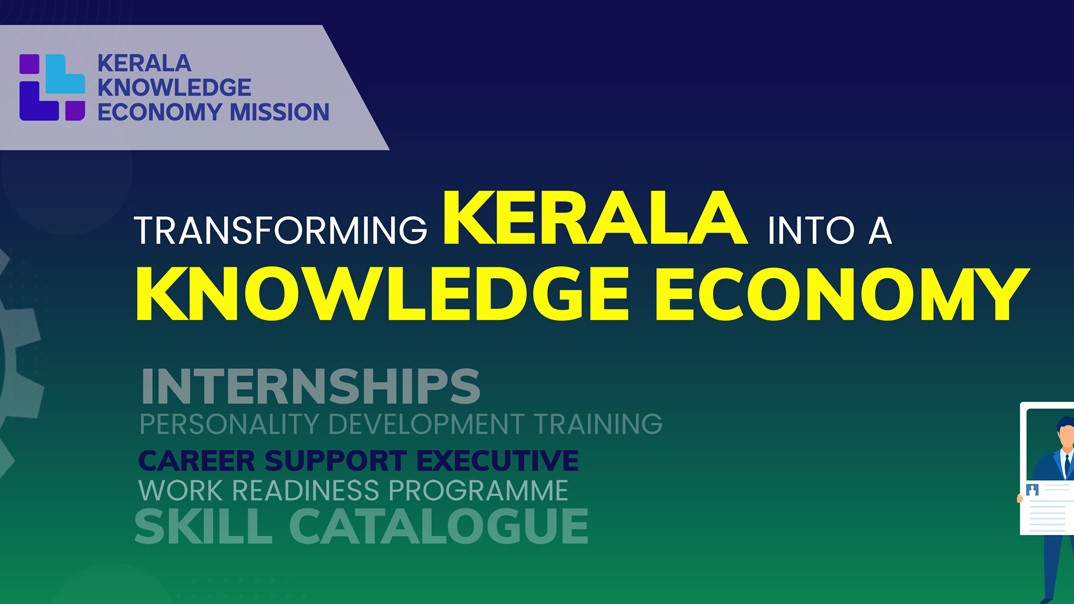 KERALA
KNOWLEDGE
ECONOMY MISSION
TRANSFORMING KERALA INTO A
KNOWLEDGE ECONOMY
INTERNSHIPS
PERSONALITY DEVELOPMENT TRAINING
CAREER SUPPORT EXECUTIVE
WORK READINESS PROGRAMME
SKILL CATALOGUE